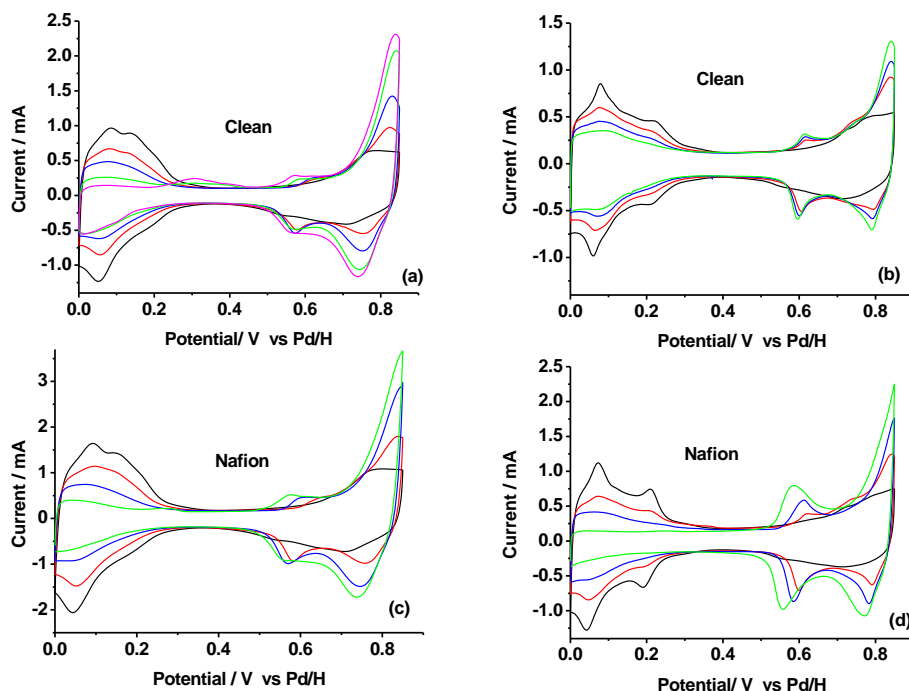 2.5
2.0
1.5
1.0
0.5
0.0
-0.5
-1.0
Current / mA
Clean
(a)
0.0 0.2 0.4 0.6 0.8
Potential/ V vs Pd/H
1.5
1.0
0.5
0.0
-0.5
-1.0
Current / mA
Clean
(b)
0.0 0.2 0.4 0.6 0.8
Potential/ V vs Pd/H
3
2
1
0
-1
-2
Current / mA
Nafion
(c)
0.0 0.2 0.4 0.6 0.8
Potential / V vs Pd/H
2.5
2.0
1.5
1.0
0.5
0.0
-0.5
-1.0
Current / mA
Nafion
(d)
0.0 0.2 0.4 0.6 0.8
Potential/ V vs Pd/H